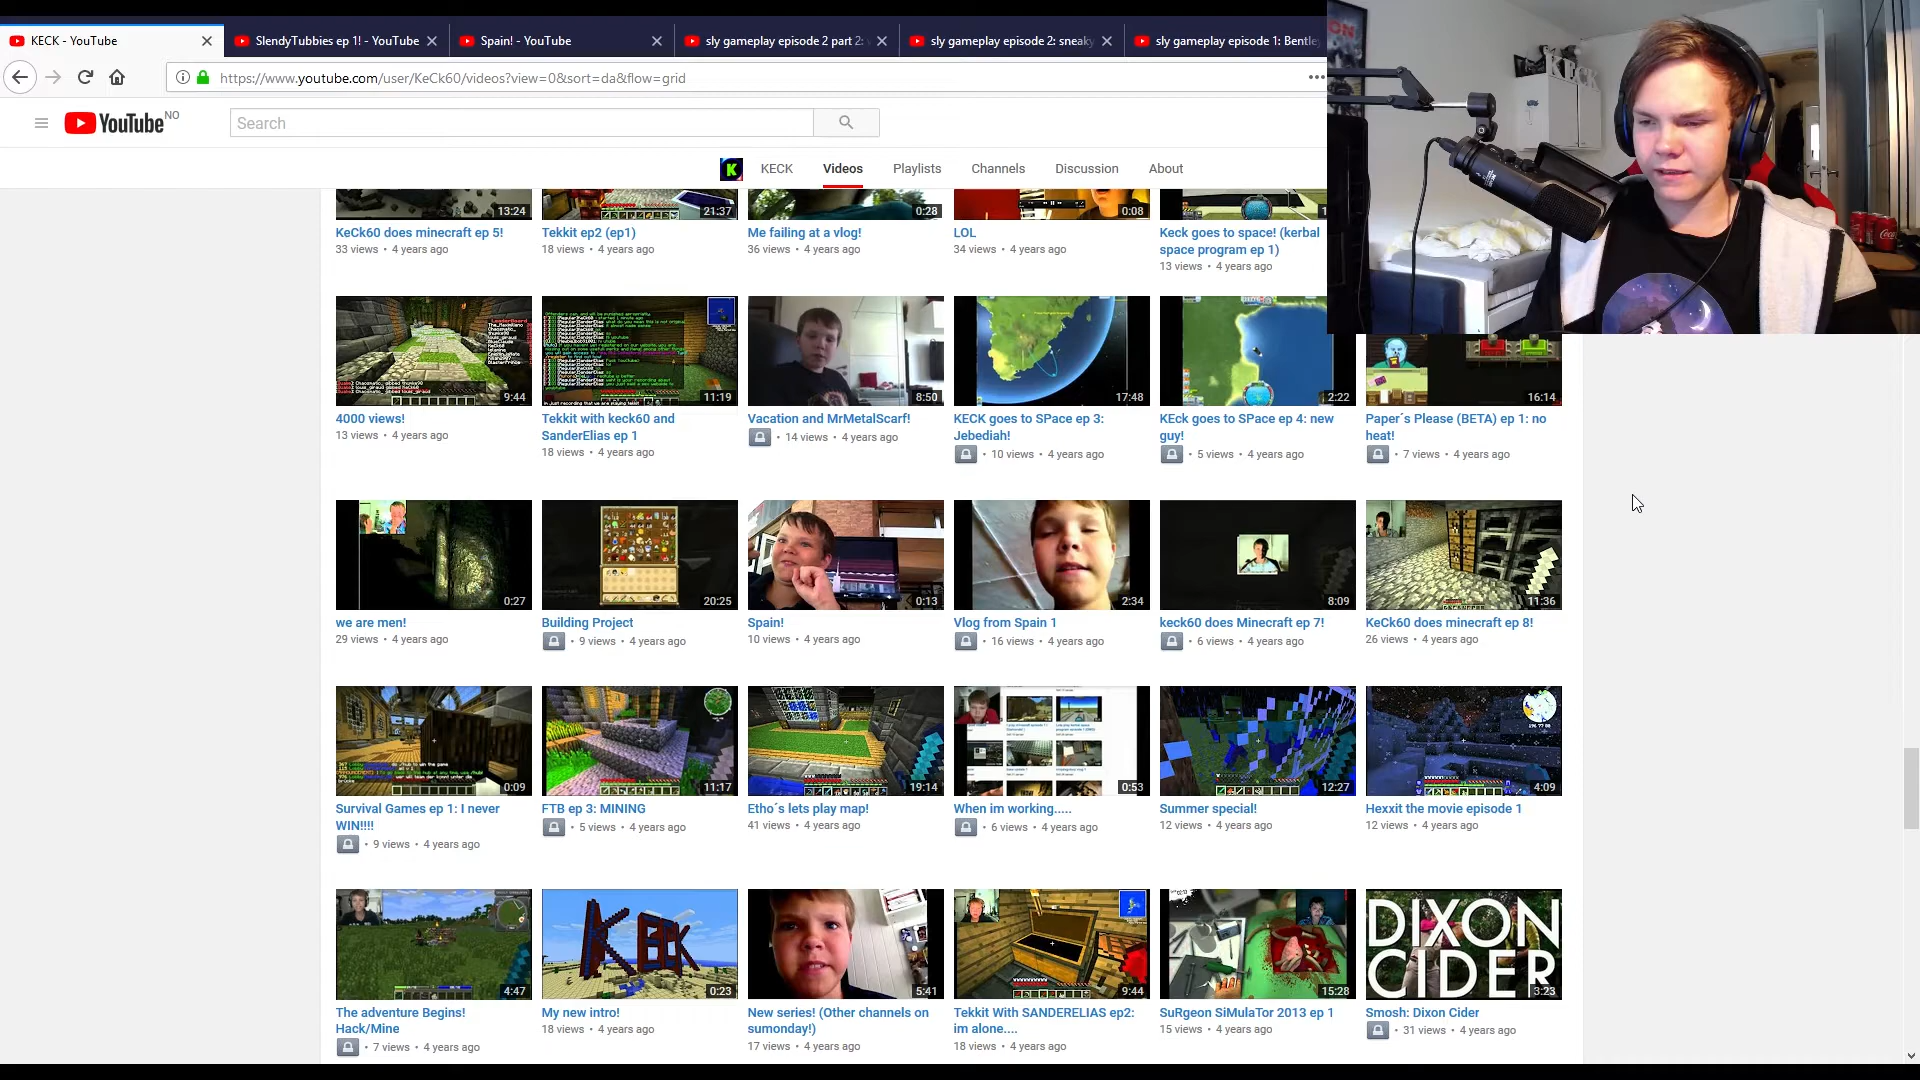 KECK - YouTube
SlendyTubbies ep 1! - YouTube
Spain! - YouTube
sly gameplay episode 2 part 2:
sly gameplay episode 2: sneaky
sly gameplay episode 1: Bentle
https://www.youtube.com/user/KeCk60/videos?view=0&sort=da&flow=grid
YouTube NO
Search
K
KECK
Videos
Playlists
Channels
Discussion
About
13:24
21:37
0:28
0:08
KeCk60 does minecraft ep 5!
33 views • 4 years ago
Tekkit ep2 (ep1)
18 views • 4 years ago
Me failing at a vlog!
36 views • 4 years ago
LOL
34 views • 4 years ago
Keck goes to space! (kerbal
space program ep 1)
13 views • 4 years ago
9:44
11:19
8:50
17:48
2:22
16:14
4000 views!
13 views • 4 years ago
Tekkit with keck60 and
SanderElias ep 1
18 views • 4 years ago
Vacation and MrMetalScarf!
• 14 views • 4 years ago
KECK goes to SPace ep 3:
Jebediah!
• 10 views • 4 years ago
KEck goes to SPace ep 4: new
guy!
• 5 views • 4 years ago
Paper´s Please (BETA) ep 1: no
heat!
• 7 views • 4 years ago
0:27
20:25
0:13
2:34
8:09
11:36
we are men!
29 views • 4 years ago
Building Project
• 9 views • 4 years ago
Spain!
10 views • 4 years ago
Vlog from Spain 1
• 16 views • 4 years ago
keck60 does Minecraft ep 7!
• 6 views • 4 years ago
KeCk60 does minecraft ep 8!
26 views • 4 years ago
0:09
11:17
19:14
0:53
12:27
4:09
Survival Games ep 1: I never
WIN!!!!
• 9 views • 4 years ago
FTB ep 3: MINING
• 5 views • 4 years ago
Etho´s lets play map!
41 views • 4 years ago
When im working.....
• 6 views • 4 years ago
Summer special!
12 views • 4 years ago
Hexxit the movie episode 1
12 views • 4 years ago
4:47
KECK
0:23
5:41
9:44
15:28
DIXON
CIDER
3:23
The adventure Begins!
Hack/Mine
• 7 views • 4 years ago
My new intro!
18 views • 4 years ago
New series! (Other channels on
sumonday!)
17 views • 4 years ago
Tekkit With SANDERELIAS ep2:
im alone....
18 views • 4 years ago
SuRgeon SiMulaTor 2013 ep 1
15 views • 4 years ago
Smosh: Dixon Cider
• 31 views • 4 years ago
KECK